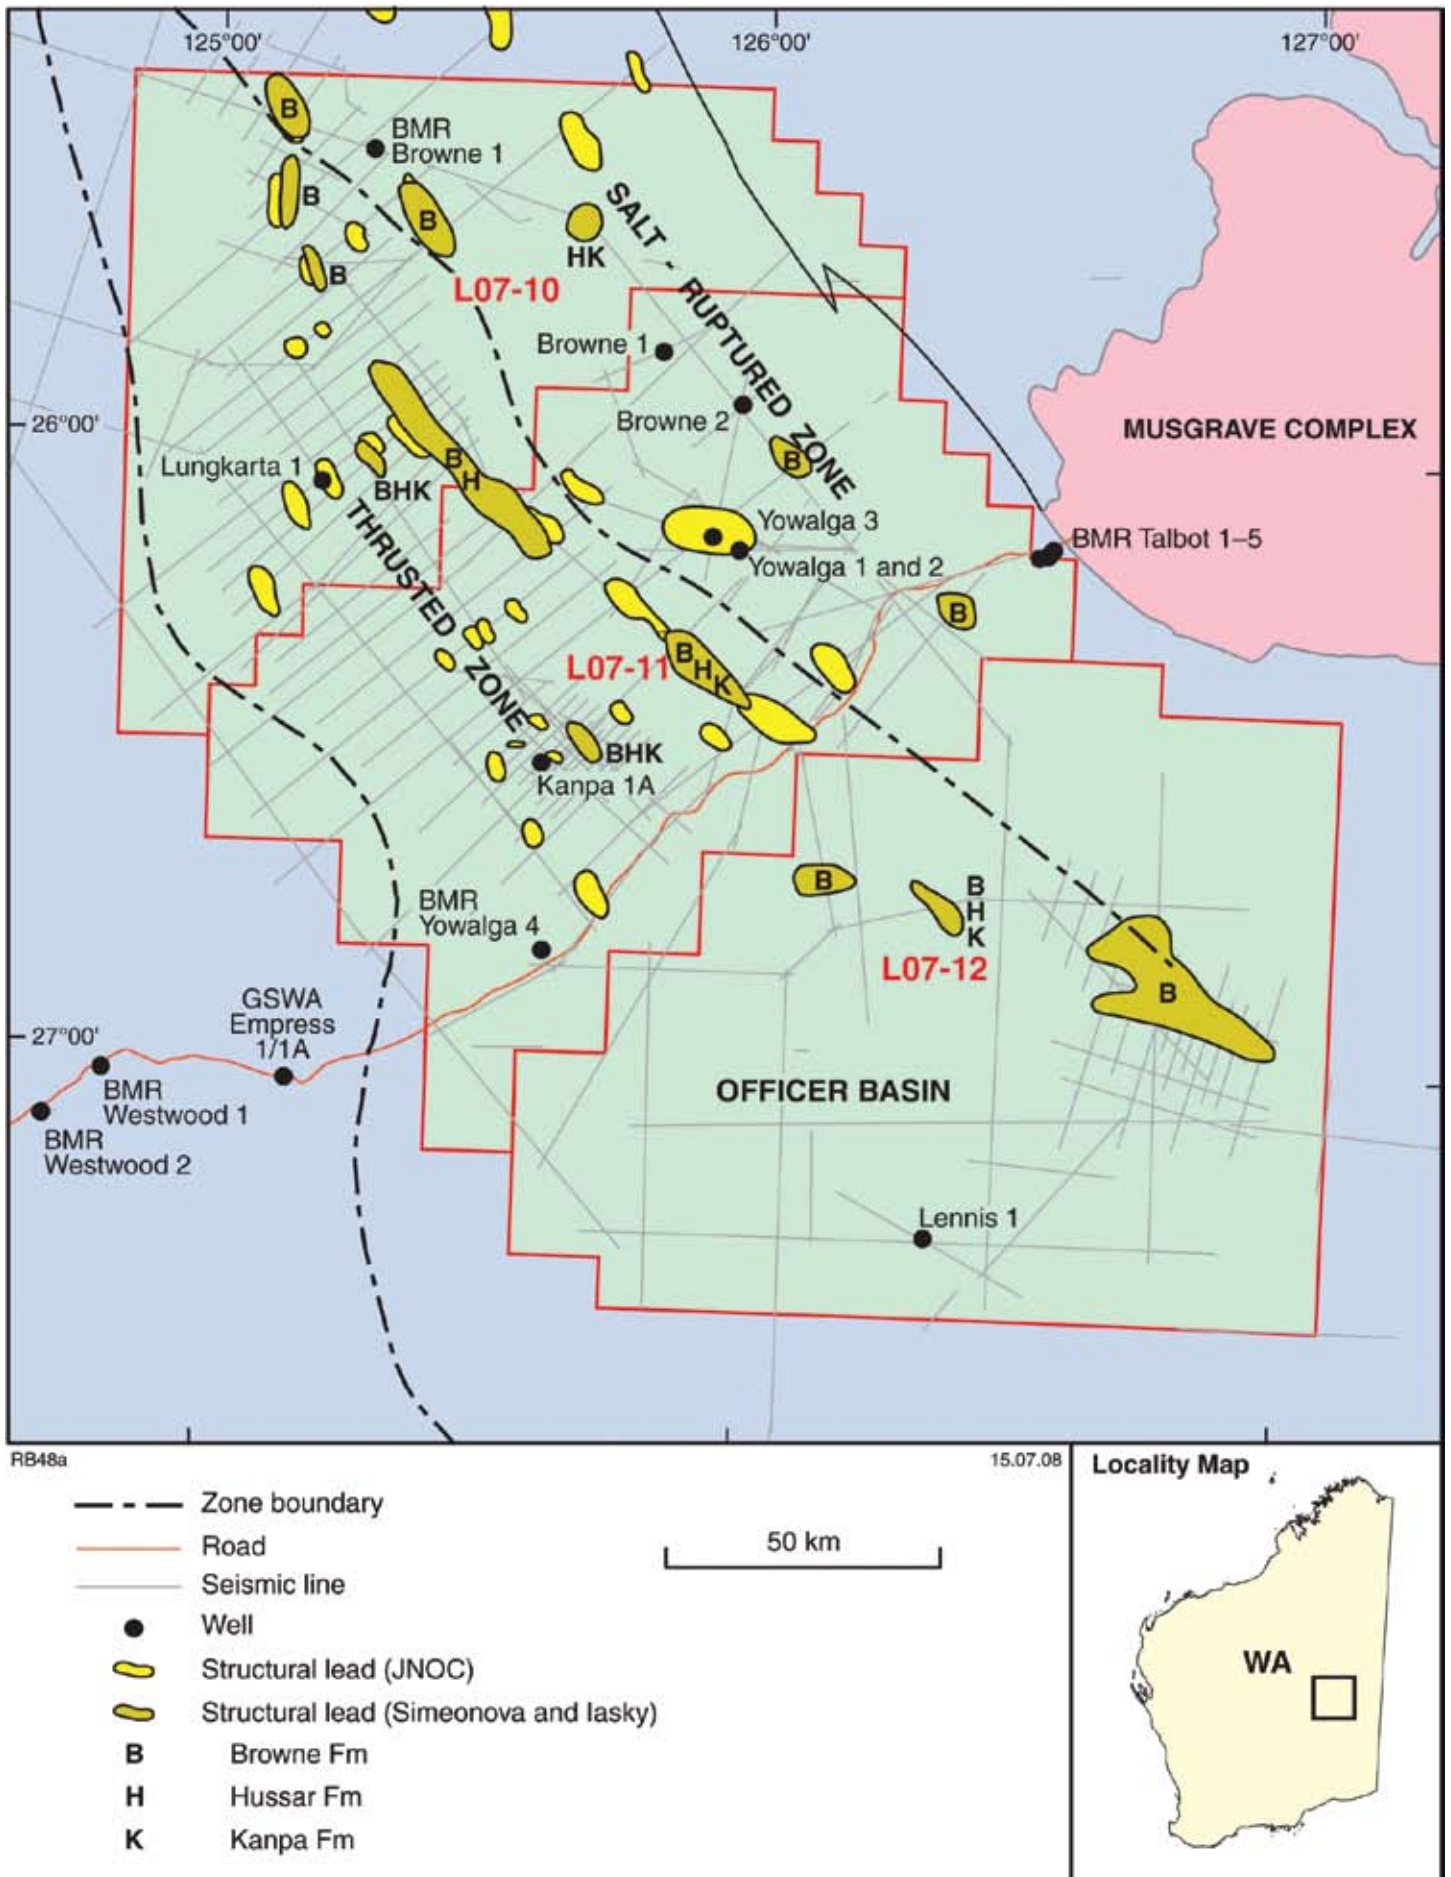 125°00'
126°00'
127°00'
B
BMR
Browne 1
B
B
SALT - RUPTURED ZONE
HK
B
L07-10
Browne 1
Browne 2
26°00'
MUSGRAVE COMPLEX
Lungkarta 1
B
H
B
BHK
THRUSTED ZONE
Yowalga 3
BMR Talbot 1–5
Yowalga 1 and 2
B
L07-11
B
H
K
BHK
Kanpa 1A
B
B
H
K
BMR
Yowalga 4
L07-12
B
GSWA
Empress
1/1A
27°00'
BMR
Westwood 1
OFFICER BASIN
BMR
Westwood 2
Lennis 1
RB48a
15.07.08
Locality Map
Zone boundary
50 km
Road
Seismic line
Well
WA
Structural lead (JNOC)
Structural lead (Simeonova and Iasky)
B Browne Fm
H Hussar Fm
K Kanpa Fm